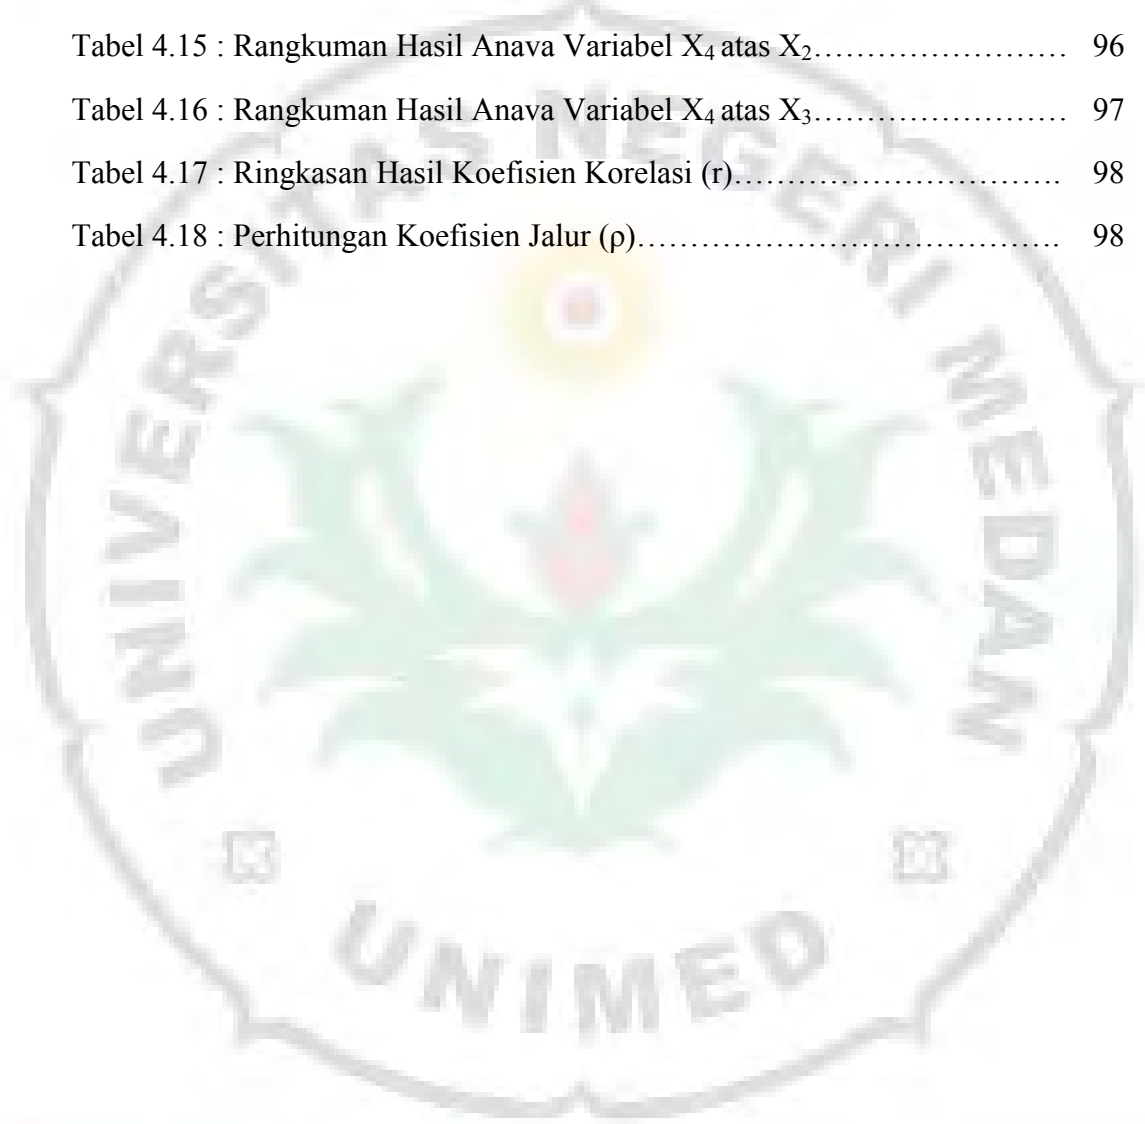 Tabel 4.15 : Rangkuman Hasil Anava Variabel X₄ atas X₂…………………… 96
Tabel 4.16 : Rangkuman Hasil Anava Variabel X₄ atas X₃…………………… 97
Tabel 4.17 : Ringkasan Hasil Koefisien Korelasi (r)…………………………. 98
Tabel 4.18 : Perhitungan Koefisien Jalur (ρ)…………………………………. 98
UNIVERSITAS NEGERI MEDAN
UNIMED